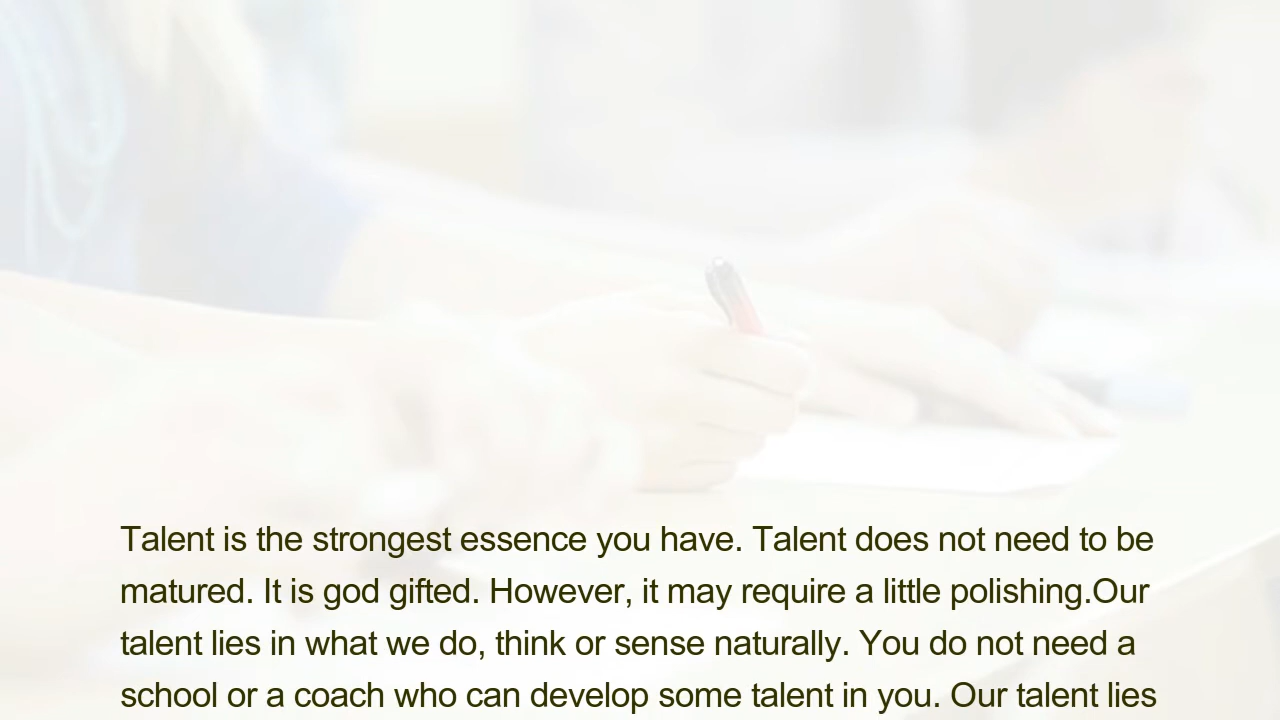 Talent is the strongest essence you have. Talent does not need to be
matured. It is god gifted. However, it may require a little polishing.Our
talent lies in what we do, think or sense naturally. You do not need a
school or a coach who can develop some talent in you. Our talent lies